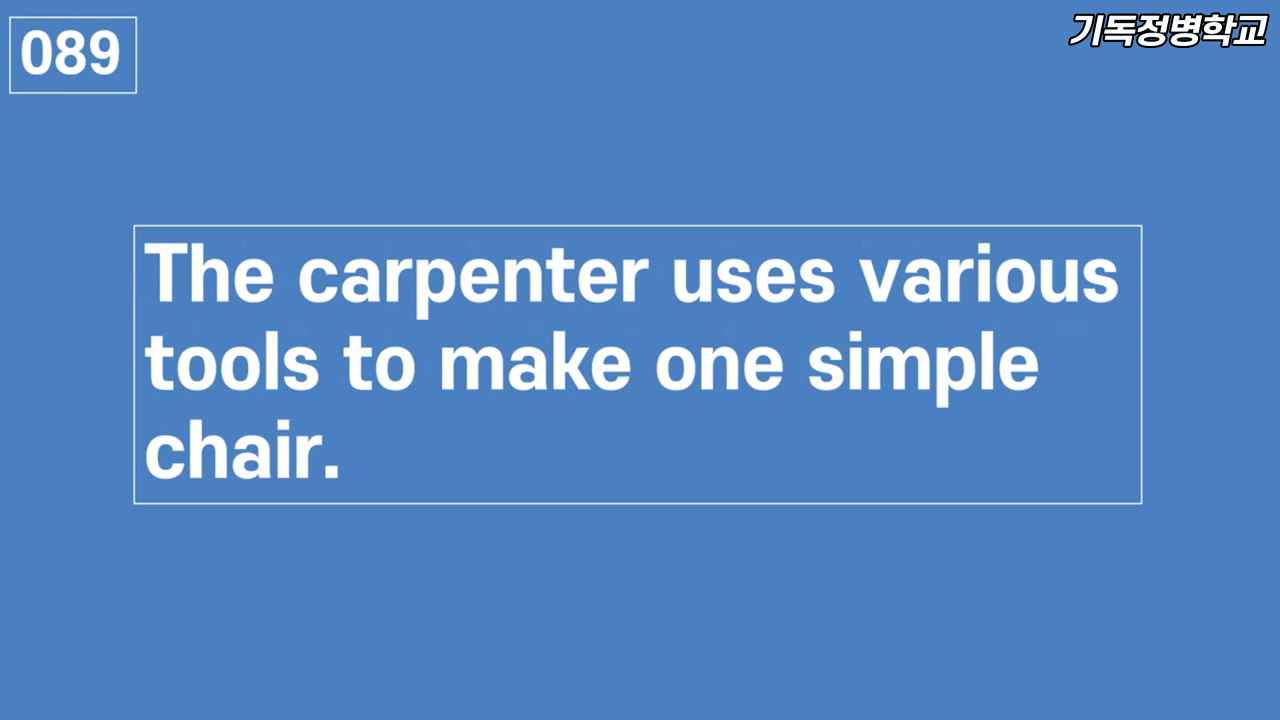 089
기독정병학교
The carpenter uses various
tools to make one simple
chair.